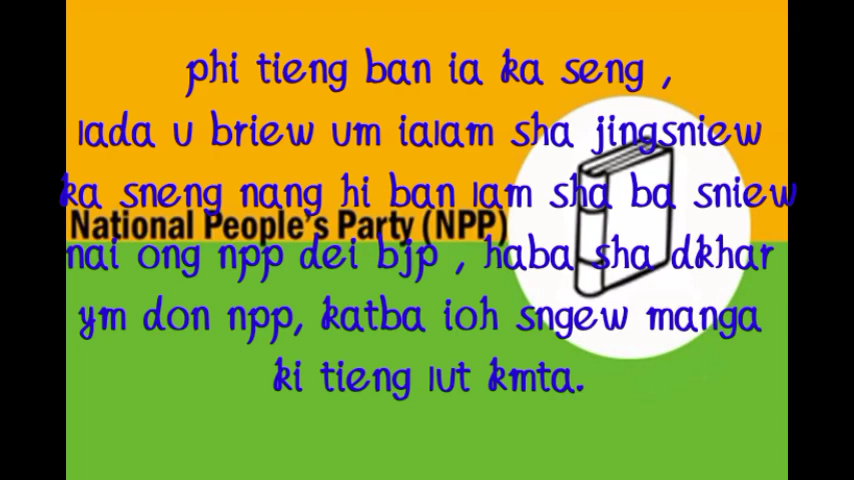 phi tieng ban ia ka seng ,
lada u briew um ialam sha jingsniew
ka sneng nang hi ban lam sha ba sniew
National People's Party (NPP)
nai ong npp dei bjp , haba sha dkhar
ym don npp, katba ioh sngew manga
ki tieng lut kmta.